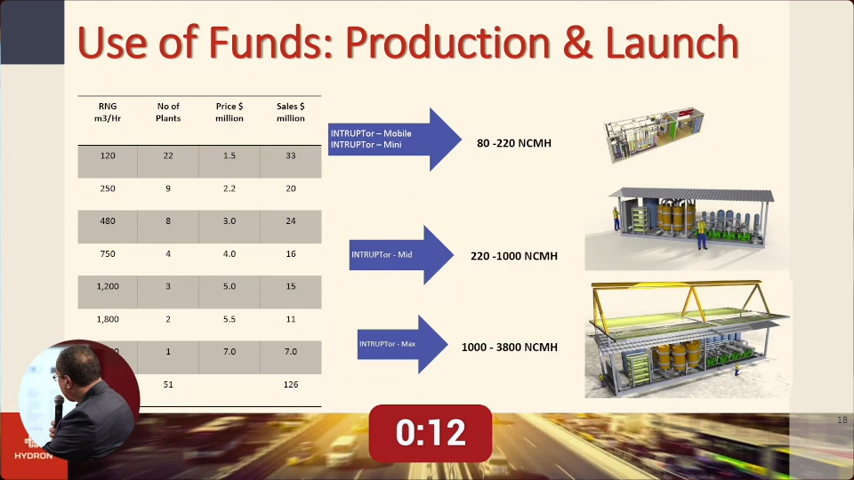 Use of Funds: Production & Launch
RNG No of Price $ Sales $
m3/Hr Plants million million
120 22 1.5 33
250 9 2.2 20
480 8 3.0 24
750 4 4.0 16
1,200 3 5.0 15
1,800 2 5.5 11
1 7.0 7.0
51 126
INTRUPTor – Mobile
INTRUPTor – Mini
80 -220 NCMH
INTRUPTor - Mid
220 -1000 NCMH
INTRUPTor - Max
1000 - 3800 NCMH
0:12
18
HYDRON